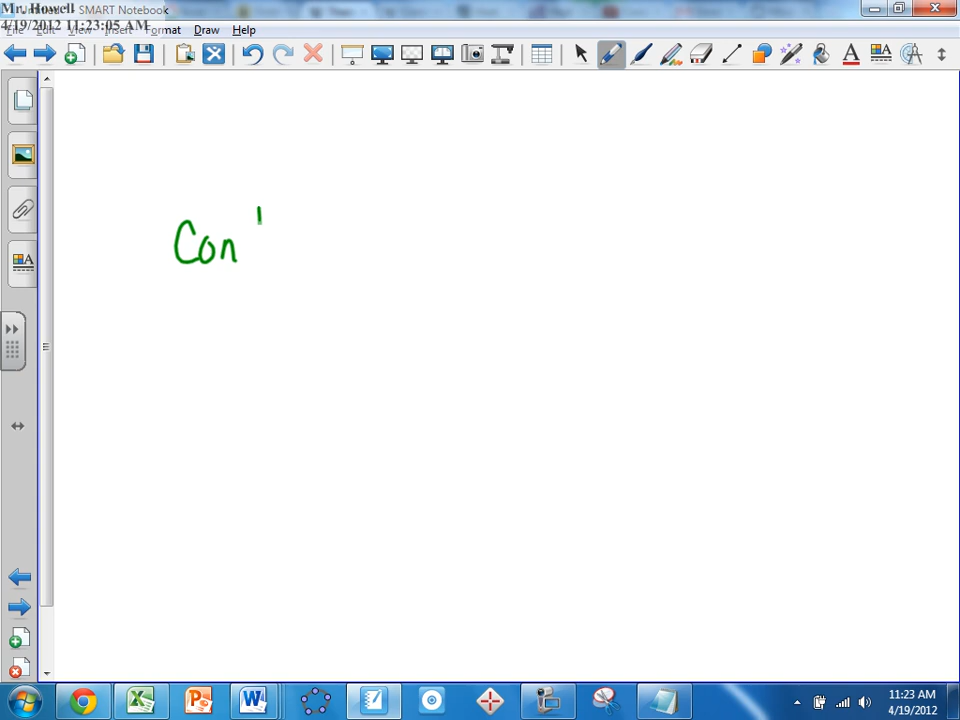 Mr. Howell
SMART Notebook
4/19/2012 11:23:05 AM
File Edit View Insert Format Draw Help
Con
11:23 AM
4/19/2012